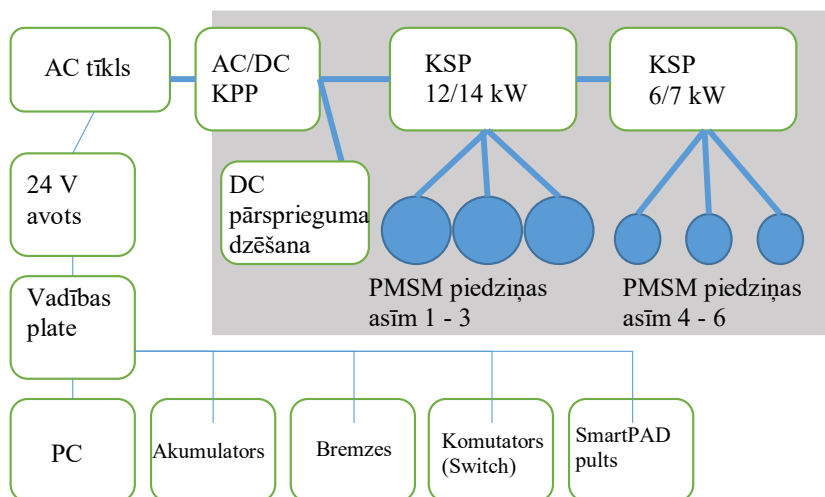 AC tīkls
AC/DC
KPP
KSP
12/14 kW
KSP
6/7 kW
24 V
avots
DC
pārsprieguma
dzēšana
Vadības
plate
PMSM piedziņas
asīm 1 - 3
PMSM piedziņas
asīm 4 - 6
PC
Akumulators
Bremzes
Komutators
(Switch)
SmartPAD
pults